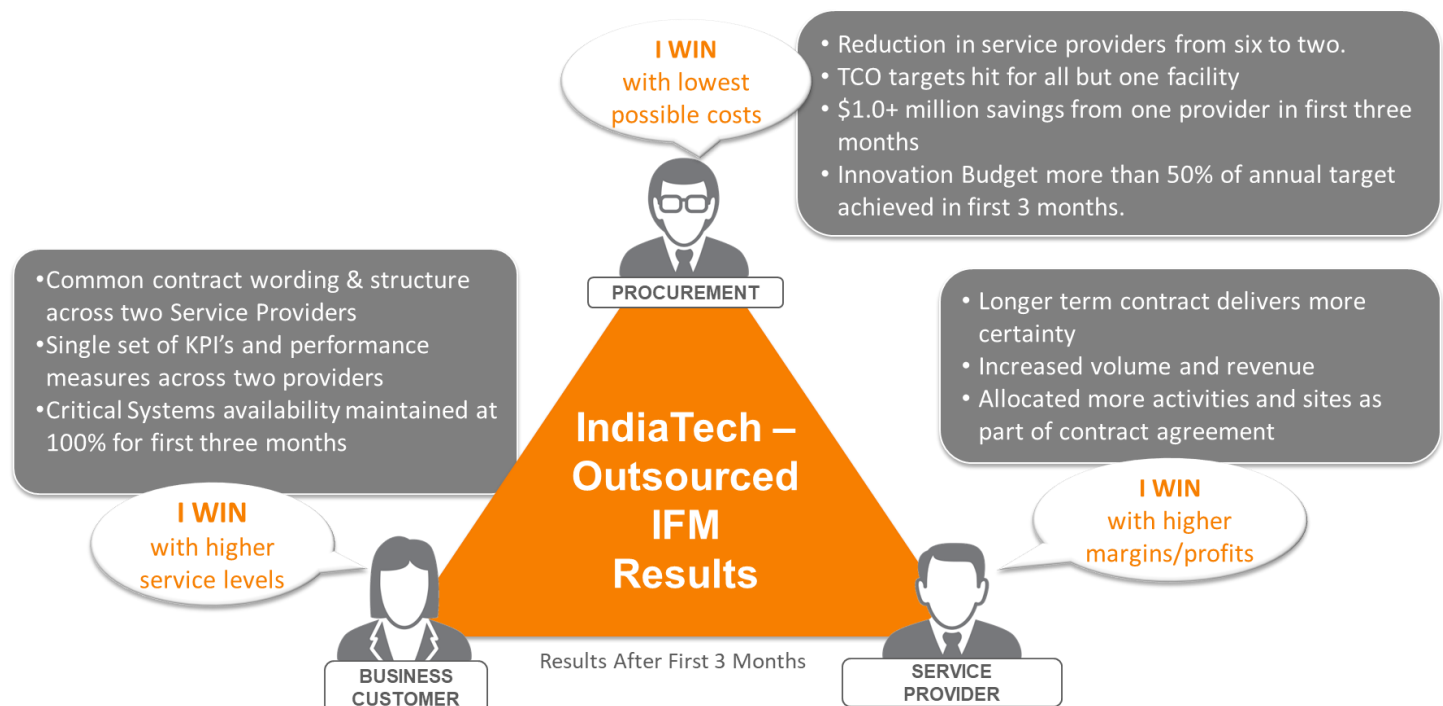 I WIN
with lowest
possible costs
• Reduction in service providers from six to two.
• TCO targets hit for all but one facility
• $1.0+ million savings from one provider in first three
months
• Innovation Budget more than 50% of annual target
achieved in first 3 months.
PROCUREMENT
•Common contract wording & structure
across two Service Providers
•Single set of KPI's and performance
measures across two providers
•Critical Systems availability maintained at
100% for first three months
• Longer term contract delivers more
certainty
• Increased volume and revenue
• Allocated more activities and sites as
part of contract agreement
IndiaTech –
Outsourced
IFM
Results
I WIN
with higher
service levels
I WIN
with higher
margins/profits
BUSINESS
CUSTOMER
Results After First 3 Months
SERVICE
PROVIDER